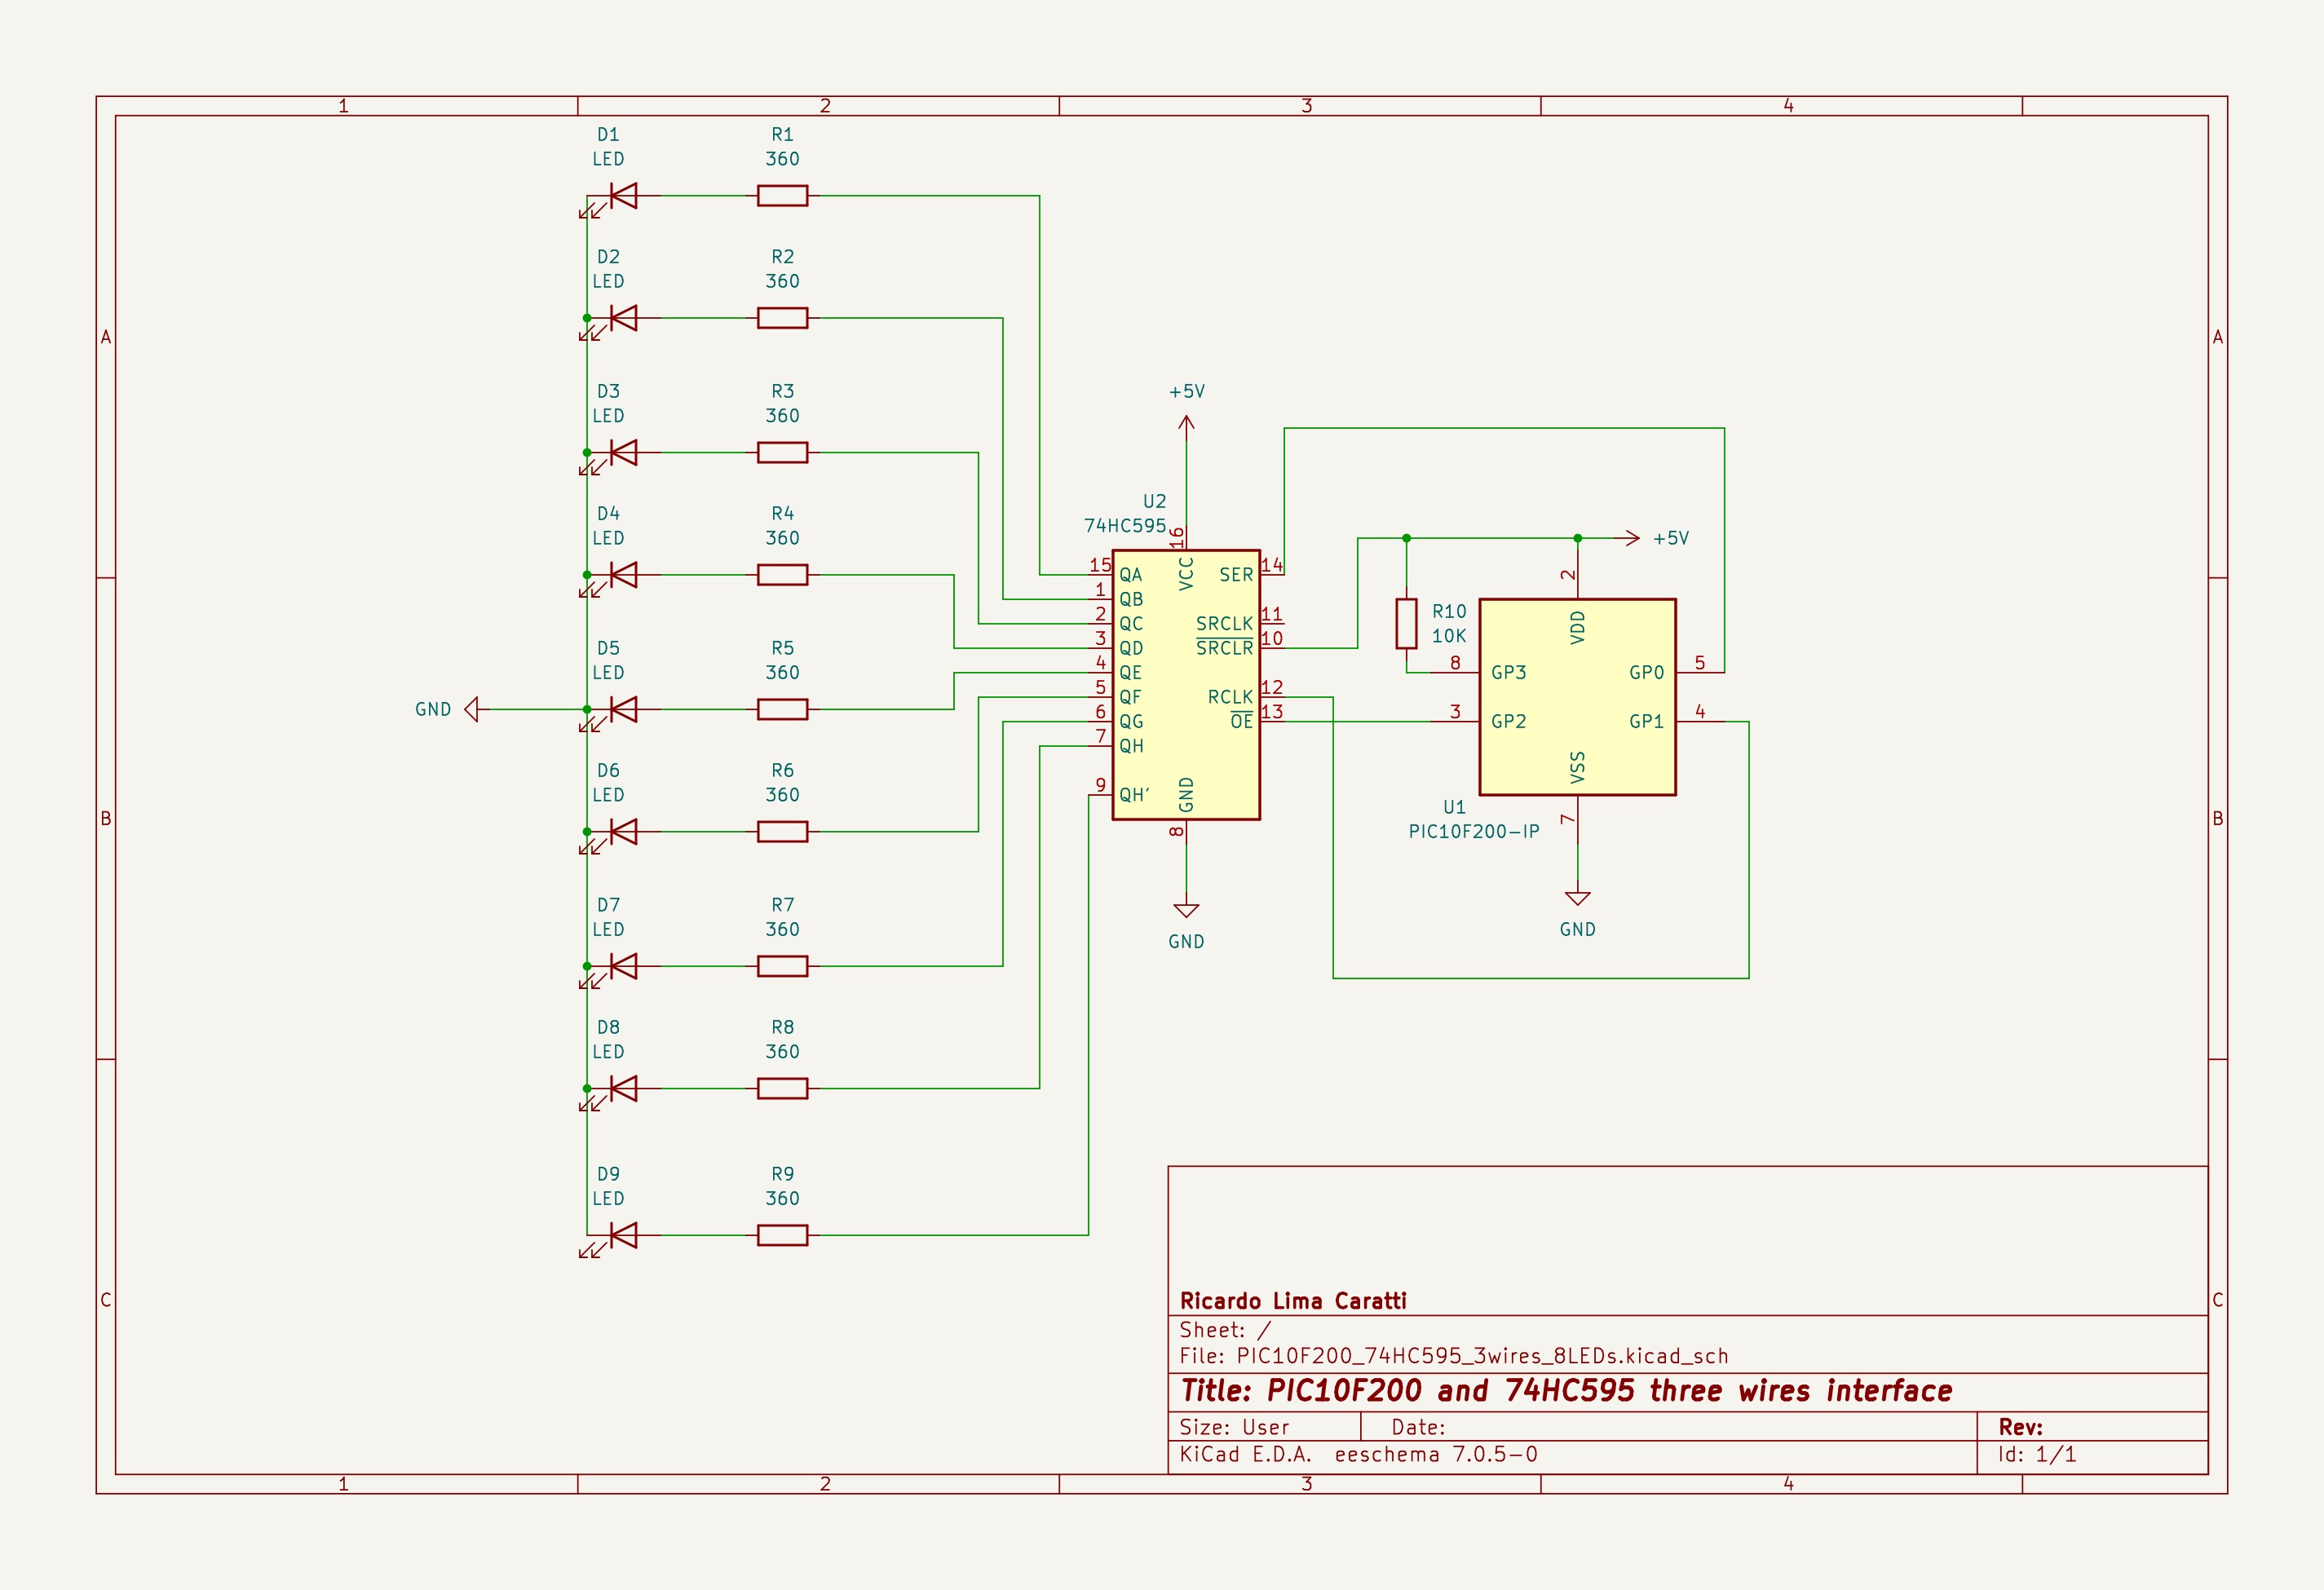 1 2 3 4
D1 R1
LED 360
D2 R2
LED 360
A A
D3 R3
LED 360
+5V
D4 R4
LED 360
U2
74HC595
16
+5V
15 QA VCC SER 14
2
1 QB
2 QC SRCLK 11
3 QD SRCLR 10
R10
10K
VDD
D5 R5
LED 360
4 QE
8 GP3 GP0 5
5 QF RCLK 12
GND
6 QG OE 13
3 GP2 GP1 4
7 QH
VSS
D6 R6
LED 360
9 QH' GND
8
U1
PIC10F200-IP
7
B B
D7 R7
LED 360
GND
GND
D8 R8
LED 360
D9 R9
LED 360
C C
Ricardo Lima Caratti
Sheet: /
File: PIC10F200_74HC595_3wires_8LEDs.kicad_sch
Title: PIC10F200 and 74HC595 three wires interface
Size: User Date: Rev:
KiCad E.D.A. eeschema 7.0.5-0 Id: 1/1
1 2 3 4